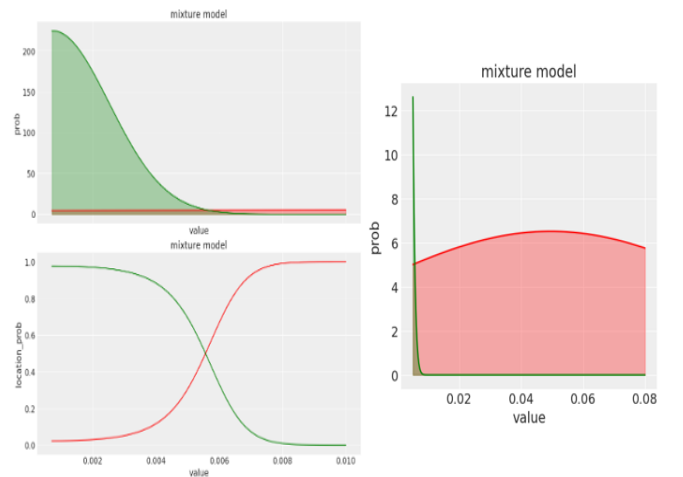 mixture model
prob
200
150
100
50
0
value
mixture model
location_prob
1.0
0.8
0.6
0.4
0.2
0.0
0.002 0.004 0.006 0.008 0.010
value
mixture model
prob
12
10
8
6
4
2
0
0.02 0.04 0.06 0.08
value